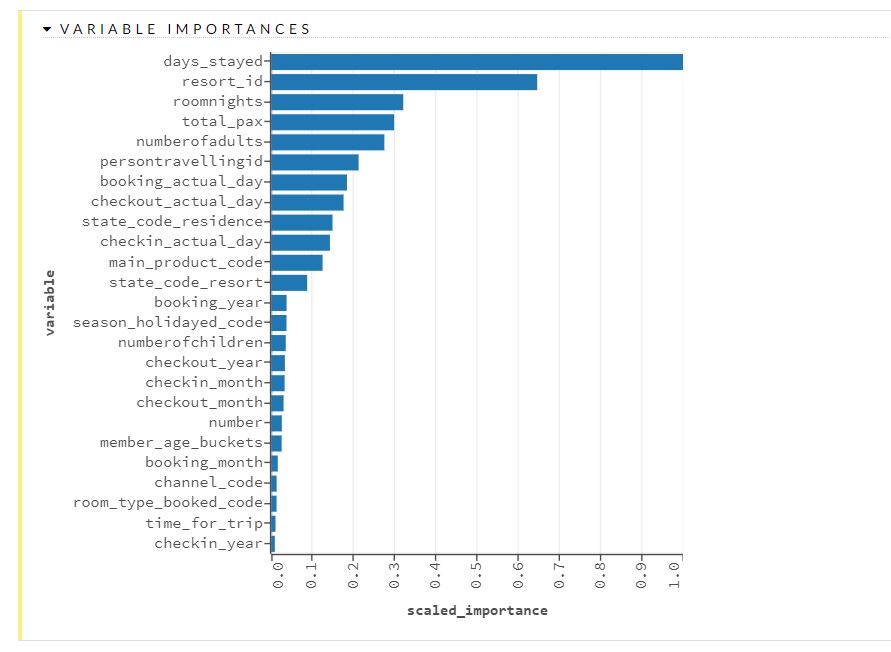 VARIABLE IMPORTANCES
days_stayed
resort_id
roomnights
total_pax
numberofadults
persontravellingid
booking_actual_day
checkout_actual_day
state_code_residence
checkin_actual_day
main_product_code
state_code_resort
booking_year
season_holidayed_code
numberofchildren
checkout_year
checkin_month
checkout_month
number
member_age_buckets
booking_month
channel_code
room_type_booked_code
time_for_trip
checkin_year
variable
0.0 0.1 0.2 0.3 0.4 0.5 0.6 0.7 0.8 0.9 1.0
scaled_importance